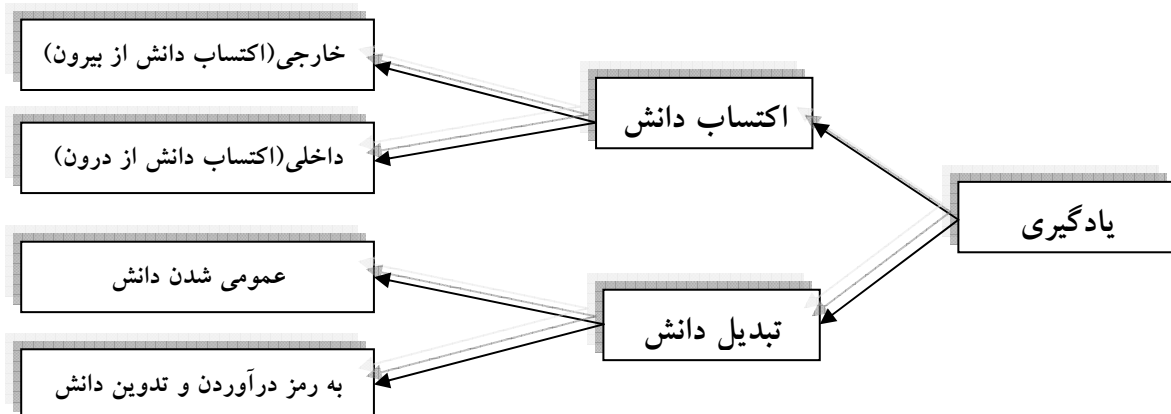 یادگیری
اکتساب دانش
خارجی(اکتساب دانش از بیرون)
داخلی(اکتساب دانش از درون)
تبدیل دانش
عمومی شدن دانش
به رمز درآوردن و تدوین دانش